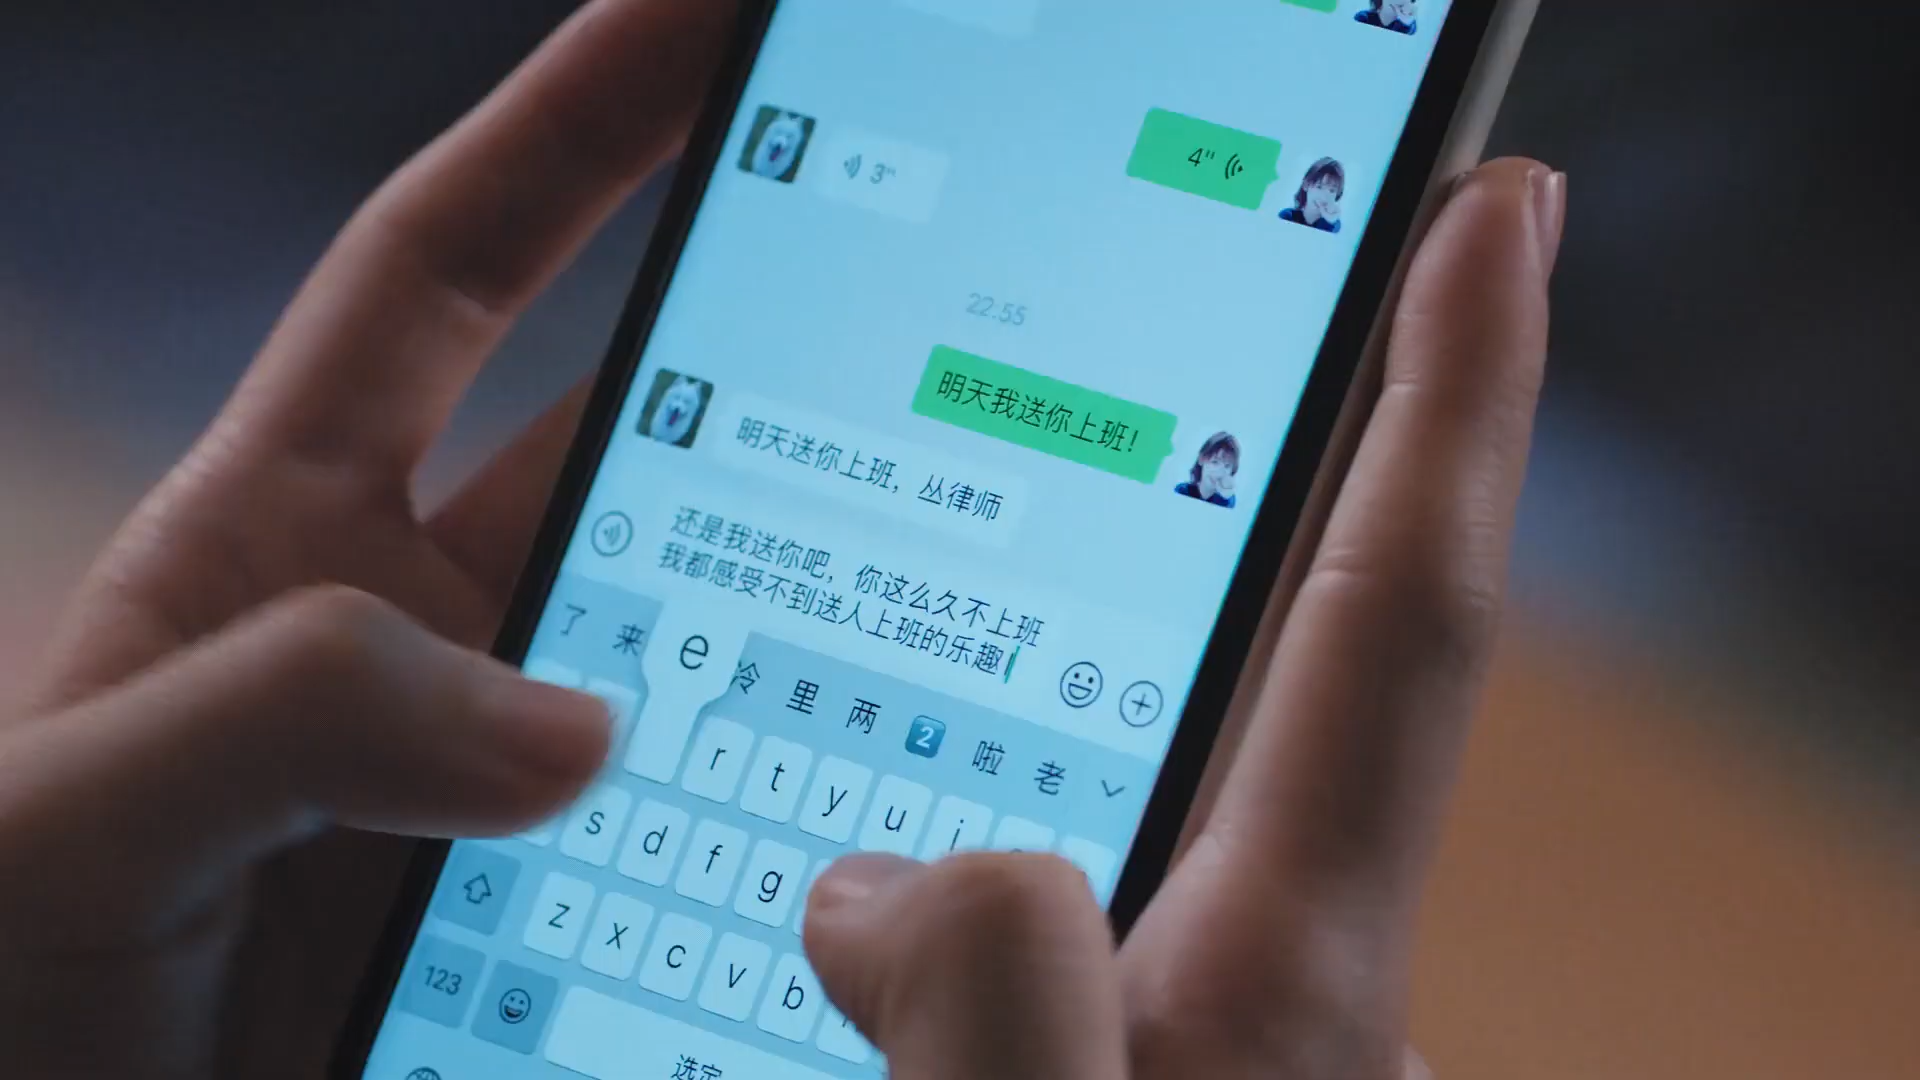 4"
3"
22:55
明天我送你上班!
明天送你上班，丛律师
还是我送你吧，你这么久不上班
我都感受不到送人上班的乐趣l
了 来 冷 里 两 2 啦 老
e r t y u i
s d f g
z x c v b
123
选定